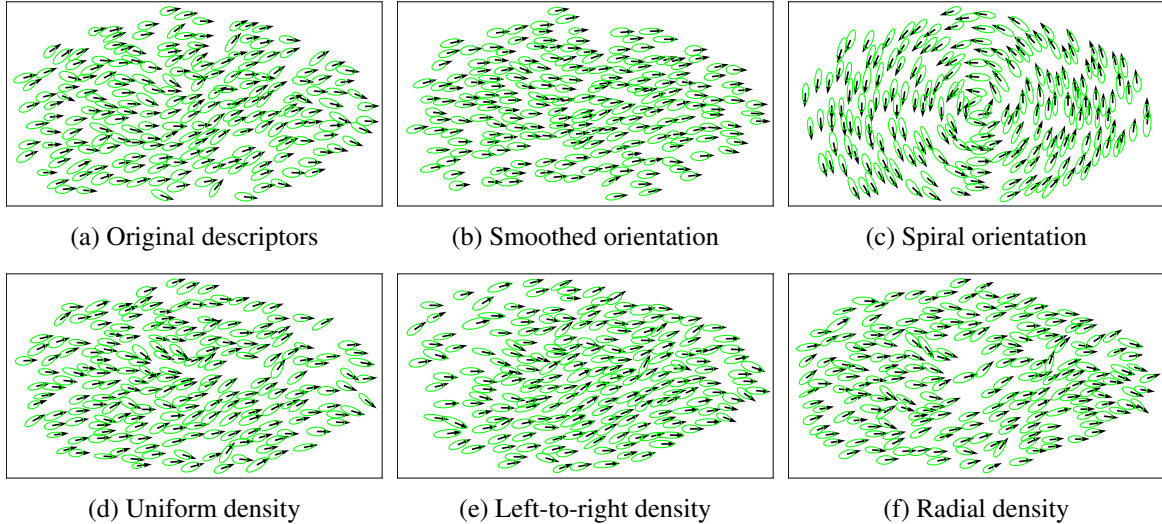 (a) Original descriptors
(b) Smoothed orientation
(c) Spiral orientation
(d) Uniform density
(e) Left-to-right density
(f) Radial density